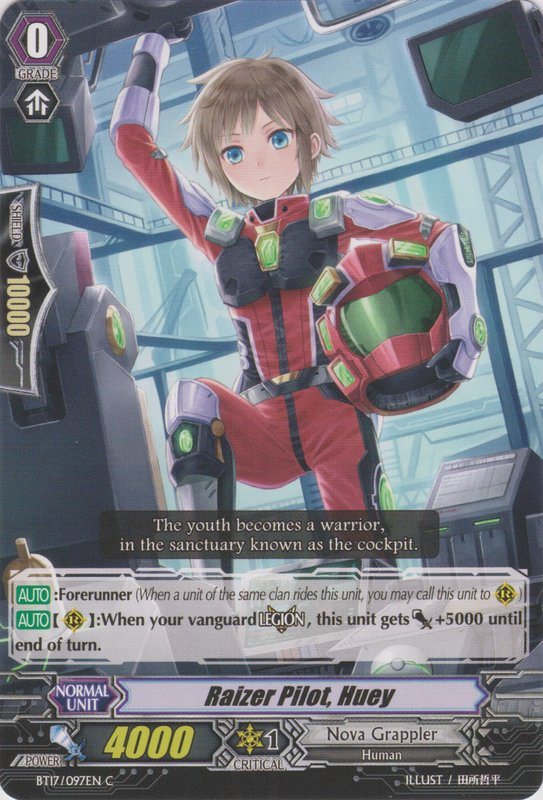 0
GRADE
SHIELD
10000
The youth becomes a warrior,
in the sanctuary known as the cockpit.
AUTO:Forerunner (When a unit of the same clan rides this unit, you may call this unit to R)
AUTO[ R ]:When your vanguard LEGION, this unit gets +5000 until
end of turn.
NORMAL
UNIT
Raizer Pilot, Huey
POWER
4000
1
CRITICAL
Nova Grappler
Human
BT17/097EN C
ILLUST / 田所哲平